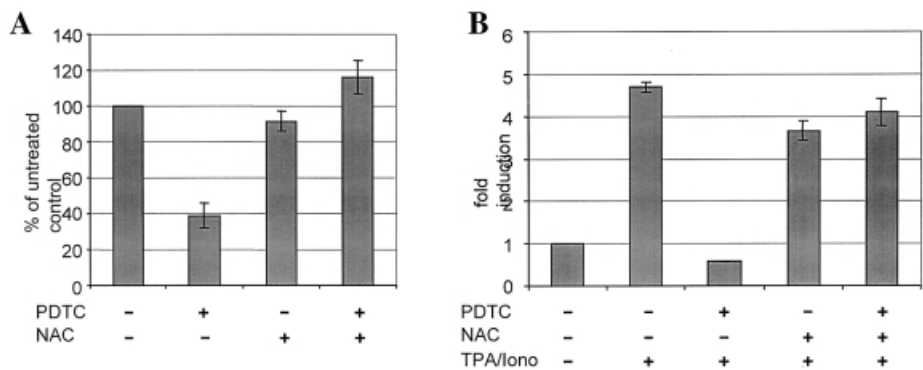 A
% of untreated
control
140
120
100
80
60
40
20
0
PDTC - + - +
NAC - - + +
B
fold
induction
6
5
4
3
2
1
0
PDTC - - + - +
NAC - - - + +
TPA/Iono - + + + +